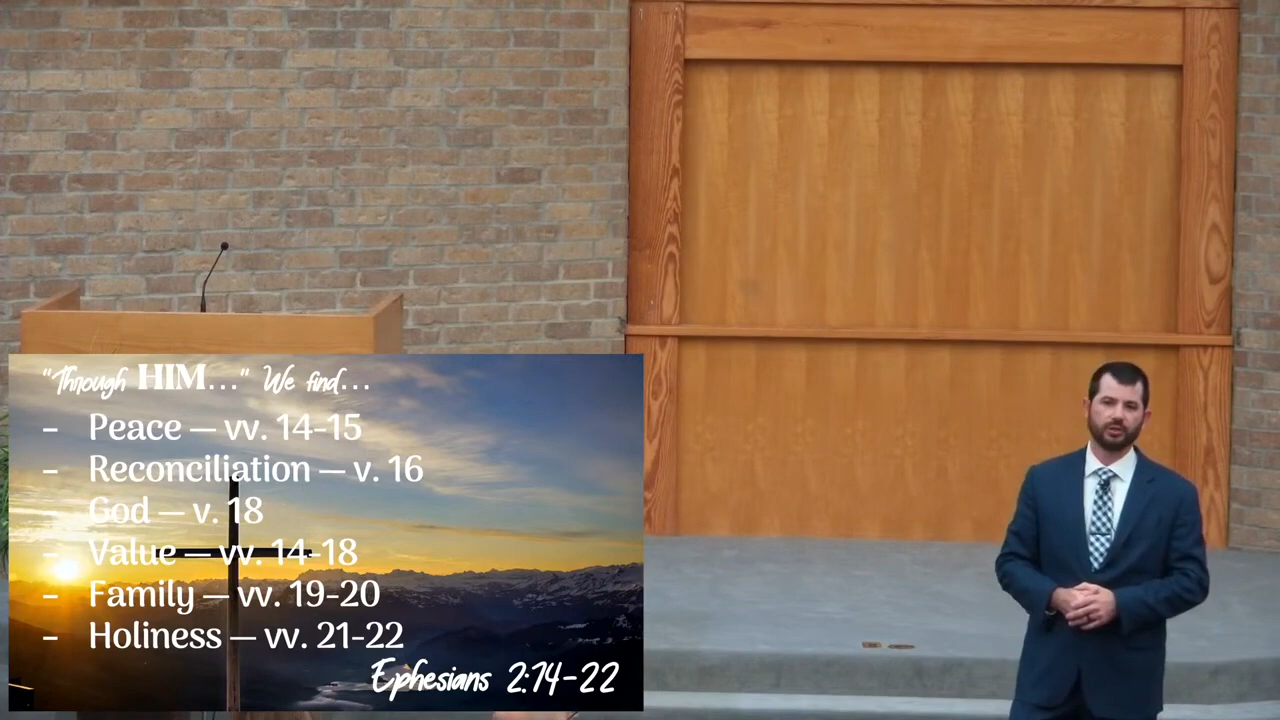 "Through HIM..." We find...
- Peace – vv. 14-15
- Reconciliation – v. 16
- God – v. 18
- Value – vv. 14-18
- Family – vv. 19-20
- Holiness – vv. 21-22
Ephesians 2:14-22